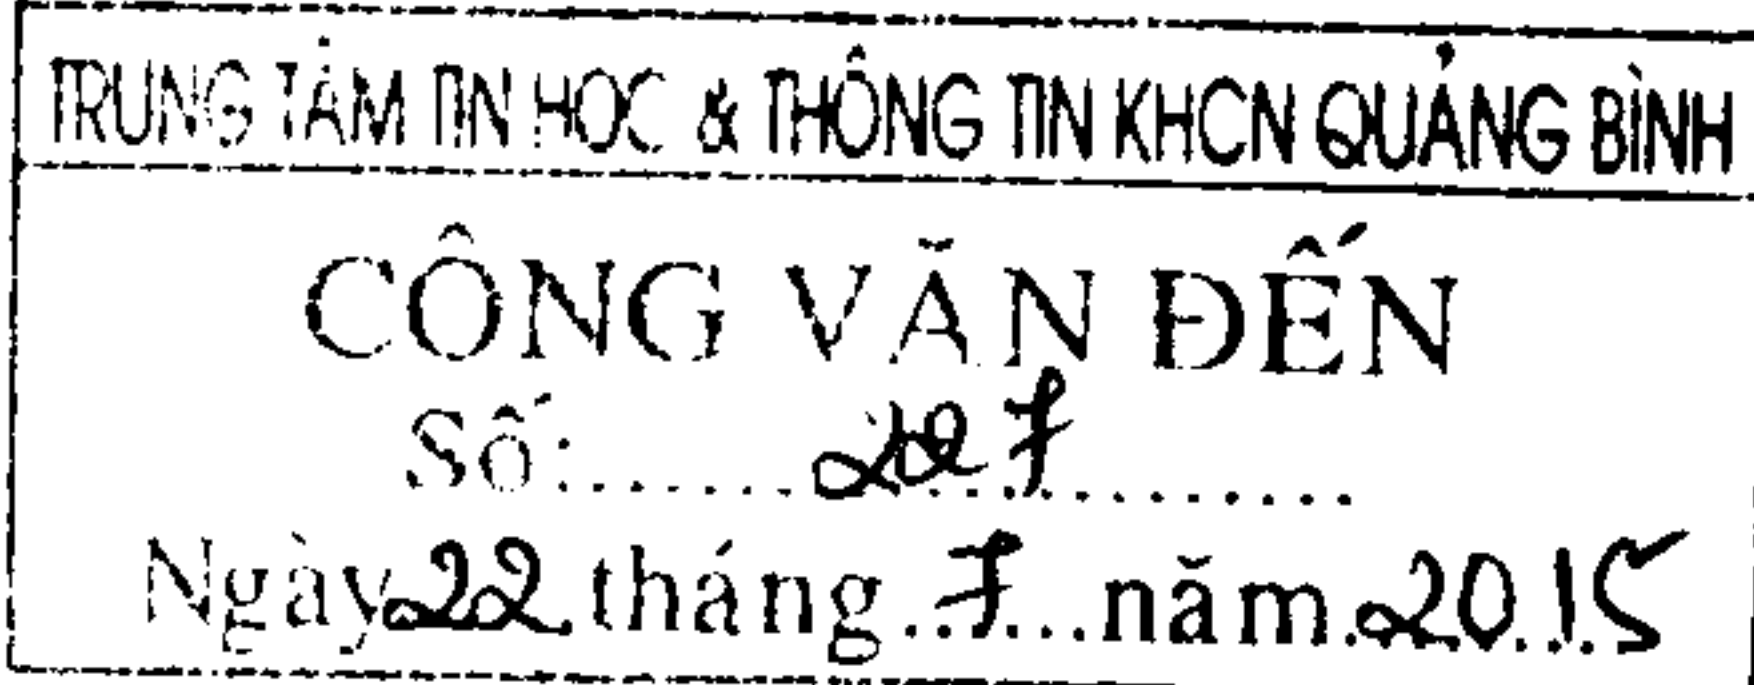 TRUNG TÂM TIN HỌC & THÔNG TIN KHCN QUẢNG BÌNH
CÔNG VĂN ĐẾN
Số:.......227...............
Ngày 22 tháng..7...năm.2015